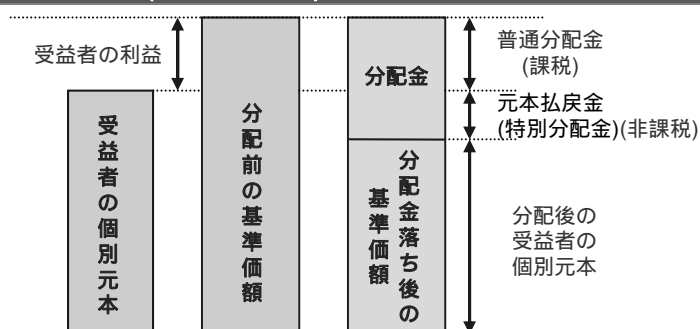 受益者の利益
受益者の個別元本
分配前の基準価額
分配金
分配金落ち後の
基準価額
普通分配金
(課税)
元本払戻金
(特別分配金)(非課税)
分配後の
受益者の
個別元本